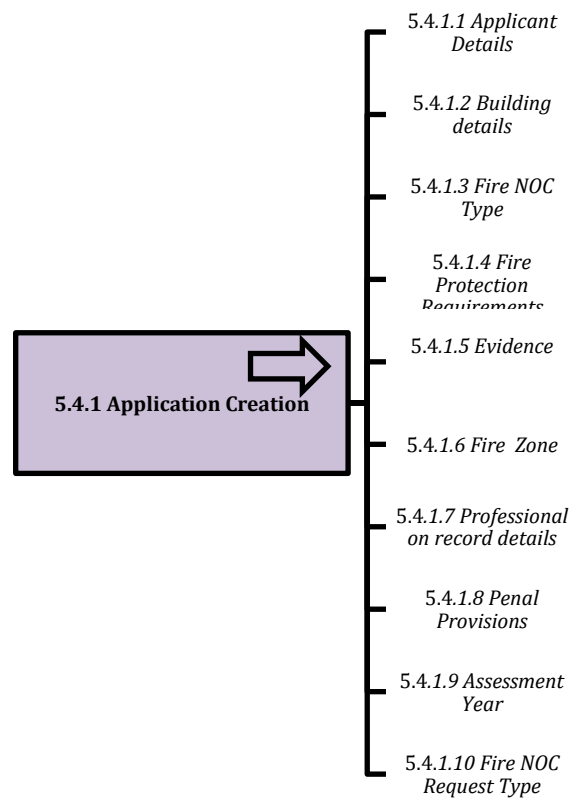 5.4.1.1 Applicant
Details
5.4.1.2 Building
details
5.4.1.3 Fire NOC
Type
5.4.1.4 Fire
Protection
Requirements
5.4.1 Application Creation
5.4.1.5 Evidence
5.4.1.6 Fire Zone
5.4.1.7 Professional
on record details
5.4.1.8 Penal
Provisions
5.4.1.9 Assessment
Year
5.4.1.10 Fire NOC
Request Type